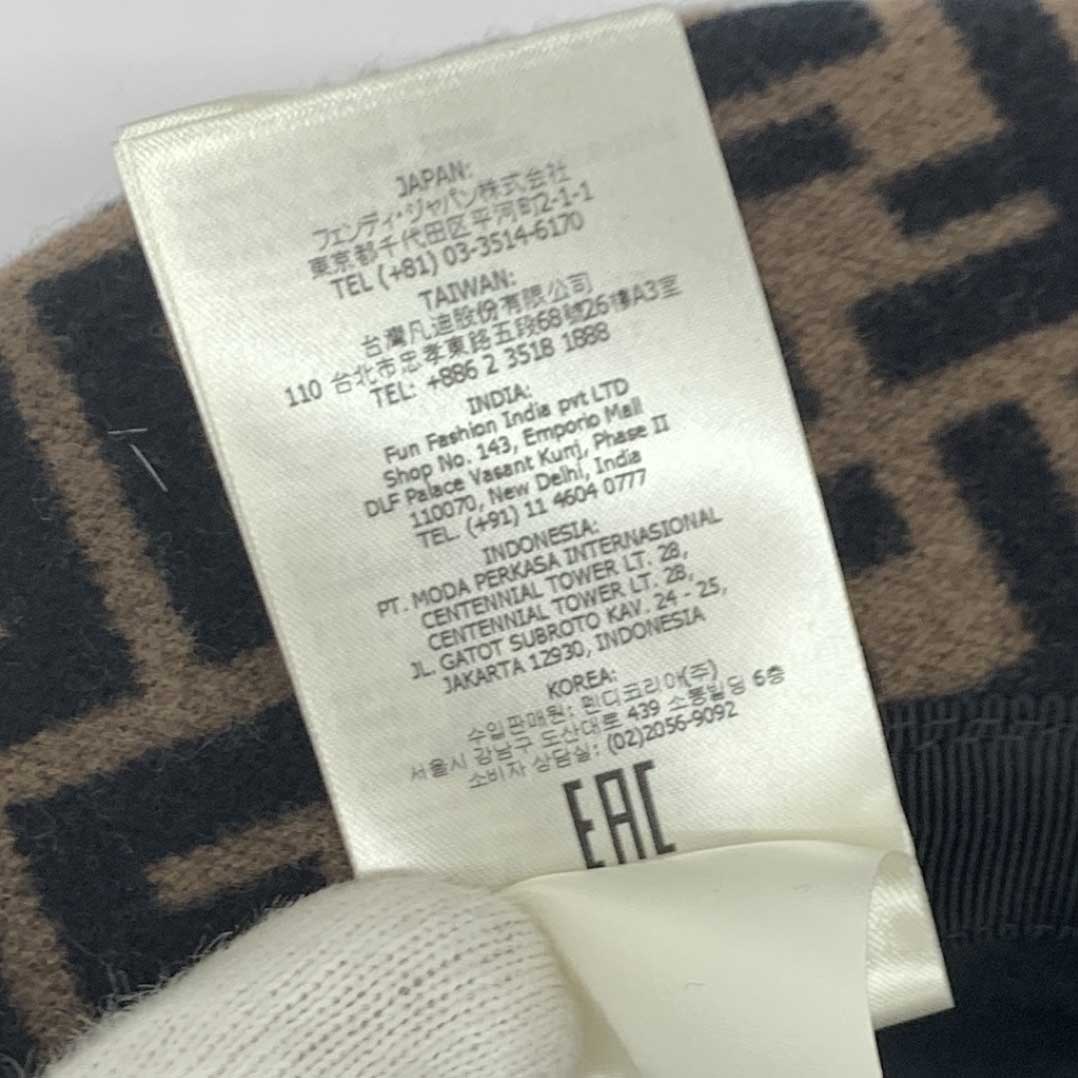 JAPAN:
フェンディ・ジャパン株式会社
東京都千代田区平河町2-1-1
TEL (+81) 03-3514-6170
TAIWAN:
台灣凡迪股份有限公司
110 台北市忠孝東路五段68號26樓A3室
TEL: +886 2 3518 1888
INDIA:
Fun Fashion India pvt LTD
Shop No. 143, Emporio Mall
DLF Palace Vasant Kunj, Phase II
110070, New Delhi, India
TEL. (+91) 11 4604 0777
INDONESIA:
PT. MODA PERKASA INTERNASIONAL
CENTENNIAL TOWER LT. 28,
CENTENNIAL TOWER LT. 28,
JL. GATOT SUBROTO KAV. 24 - 25,
JAKARTA 12930, INDONESIA
KOREA:
수입판매원: 펜디코리아(주)
서울시 강남구 도산대로 439 소통빌딩 6층
소비자 상담실: (02)2056-9092
EAC